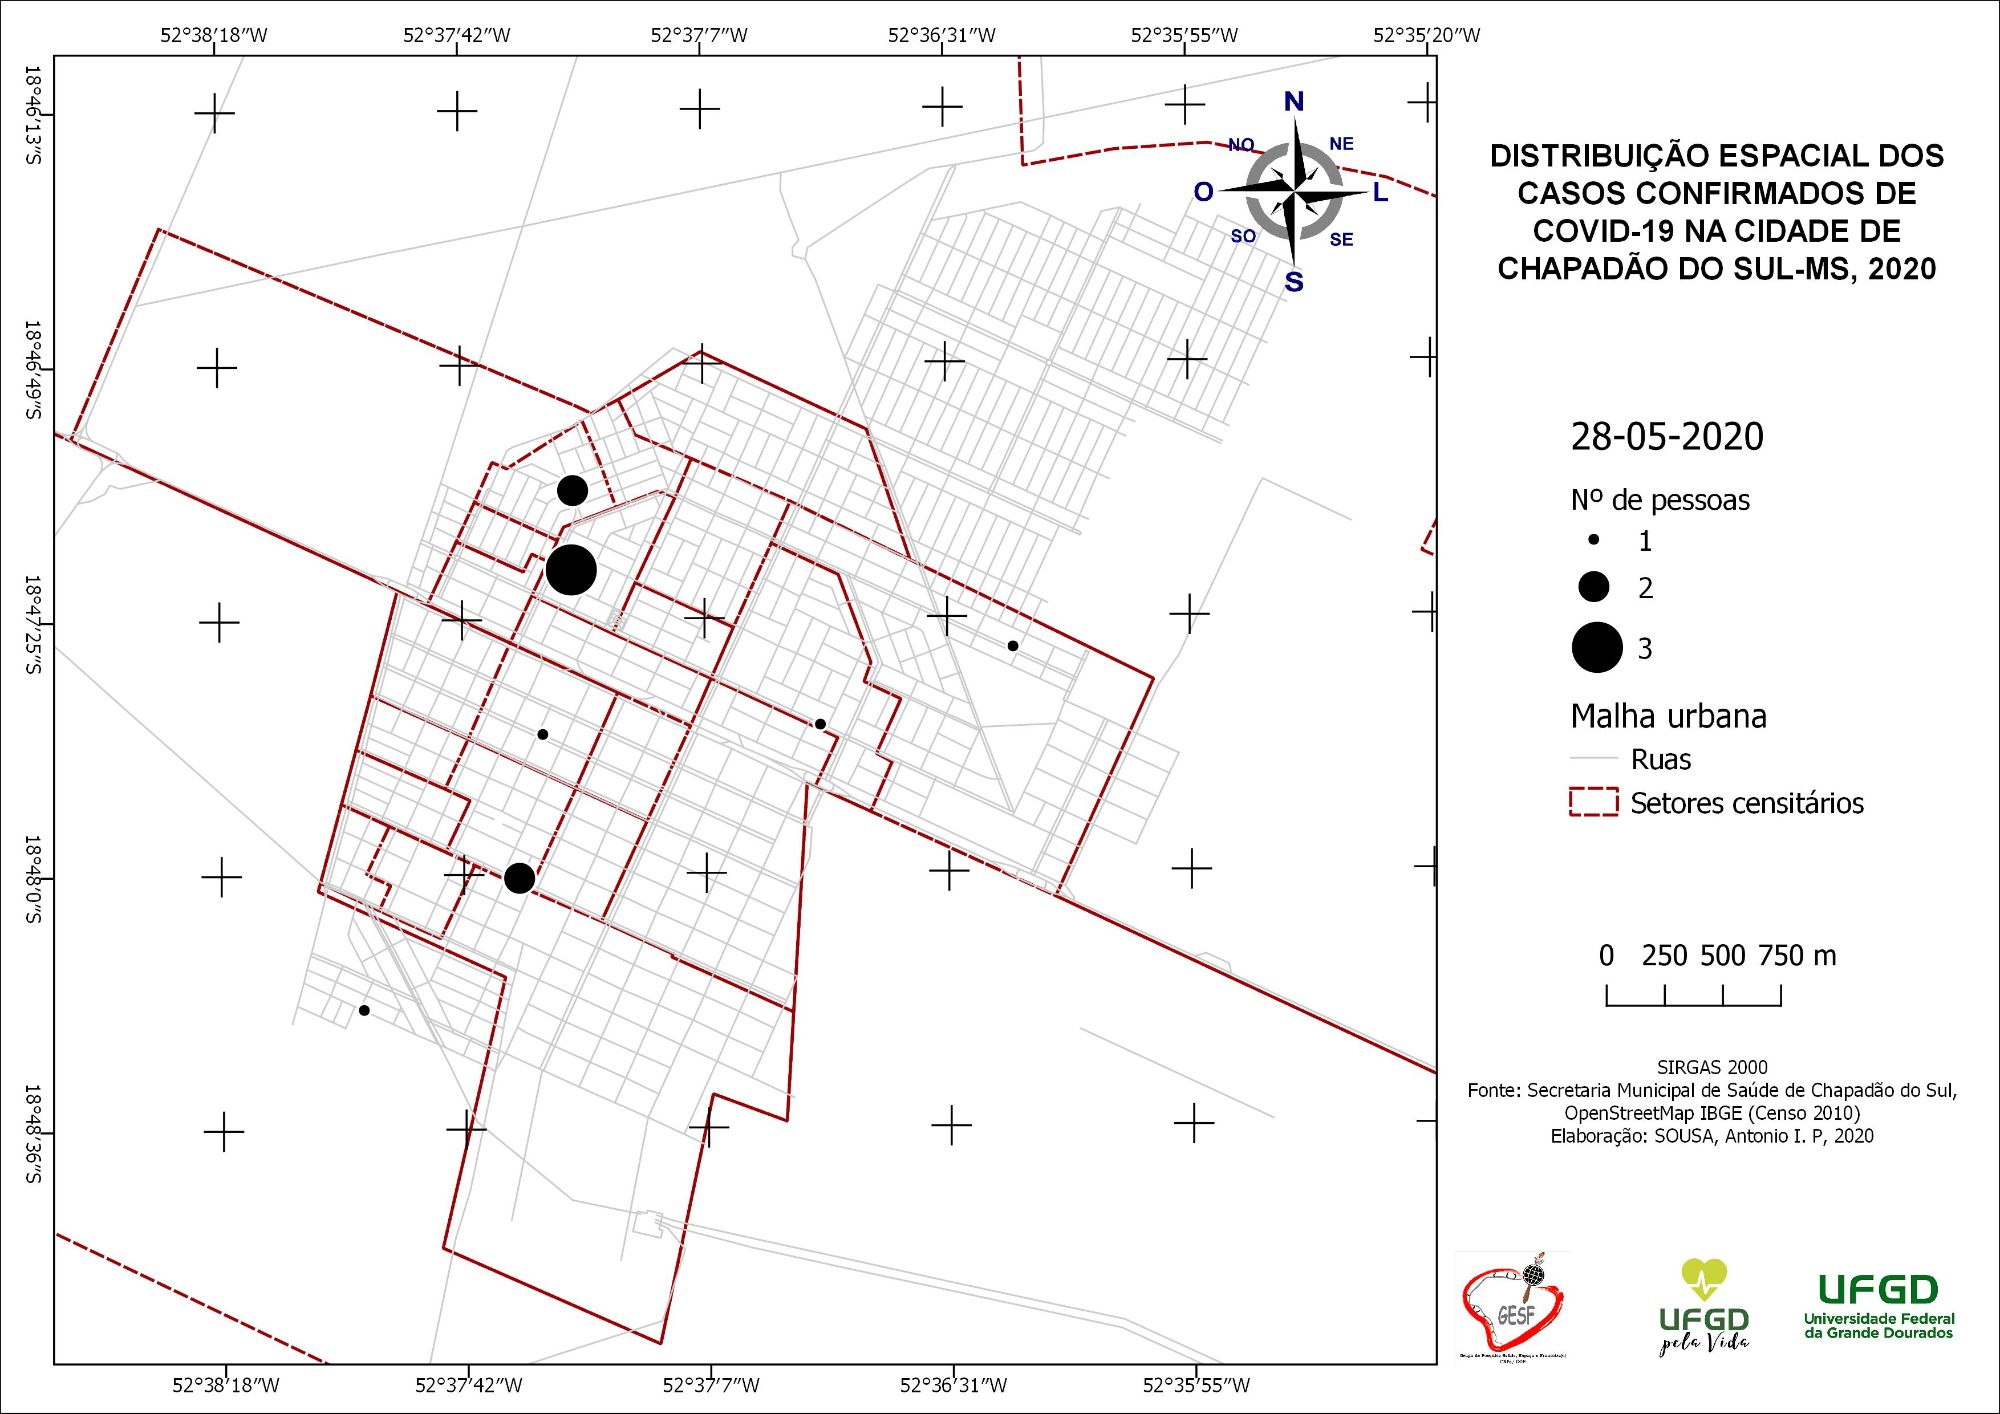 52°38'18"W 52°37'42"W 52°37'7"W 52°36'31"W 52°35'55"W 52°35'20"W
18°46'13"S
18°46'49"S
18°47'25"S
18°48'0"S
18°48'36"S
N
NO NE
O L
SO SE
S
DISTRIBUIÇÃO ESPACIAL DOS
CASOS CONFIRMADOS DE
COVID-19 NA CIDADE DE
CHAPADÃO DO SUL-MS, 2020
28-05-2020
Nº de pessoas
1
2
3
Malha urbana
Ruas
Setores censitários
0 250 500 750 m
SIRGAS 2000
Fonte: Secretaria Municipal de Saúde de Chapadão do Sul,
OpenStreetMap IBGE (Censo 2010)
Elaboração: SOUSA, Antonio I. P, 2020
GESF
UFGD
pela Vida
UFGD
Universidade Federal
da Grande Dourados
52°38'18"W 52°37'42"W 52°37'7"W 52°36'31"W 52°35'55"W